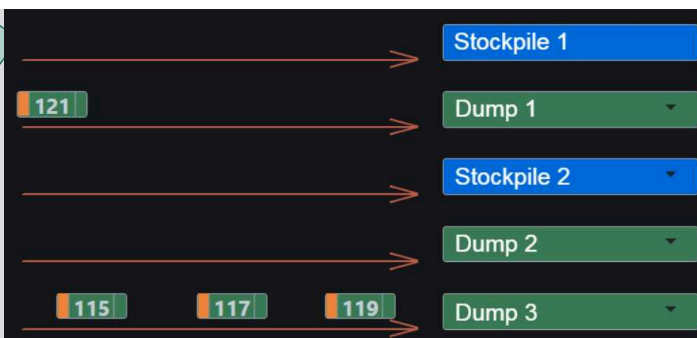 Stockpile 1
121
Dump 1
Stockpile 2
Dump 2
115 117 119
Dump 3